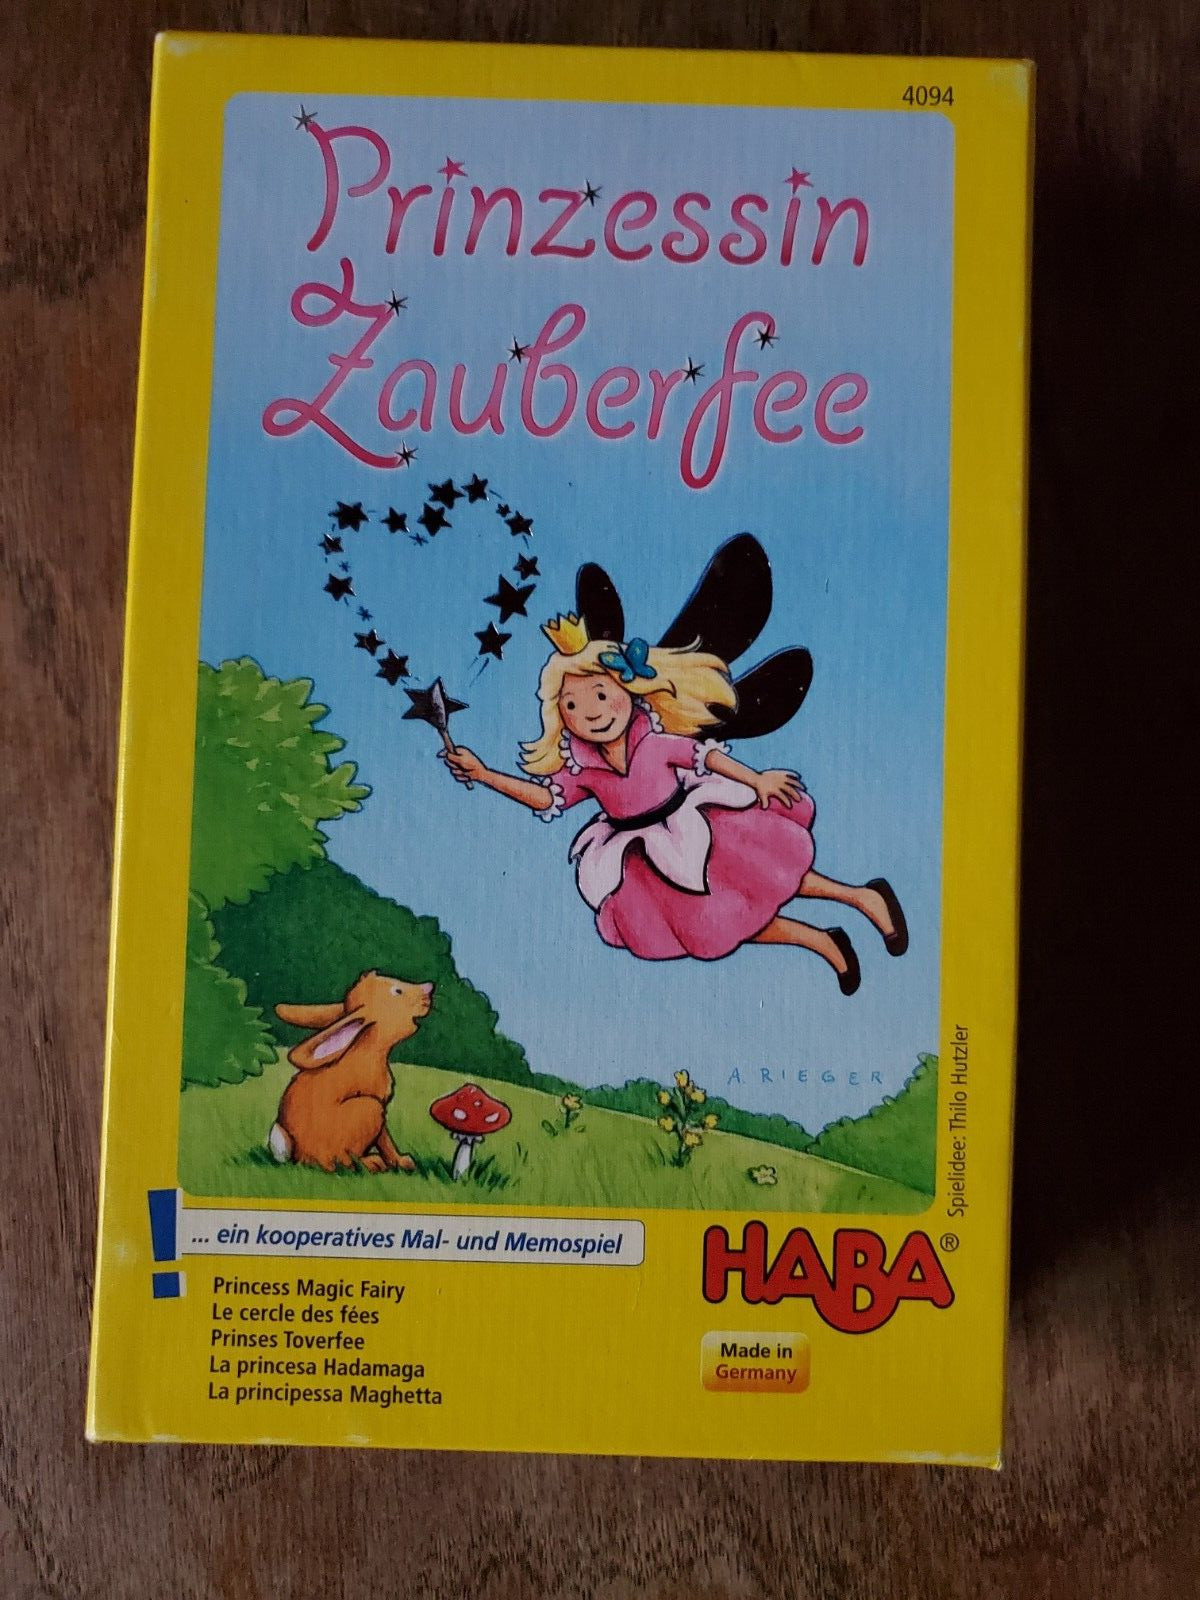 4094
Prinzessin
Zauberfee
A. RIEGER
Spielidee: Thilo Hutzler
... ein kooperatives Mal- und Memospiel
Princess Magic Fairy
Le cercle des fées
Prinses Toverfee
La princesa Hadamaga
La principessa Maghetta
HABA®
Made in
Germany